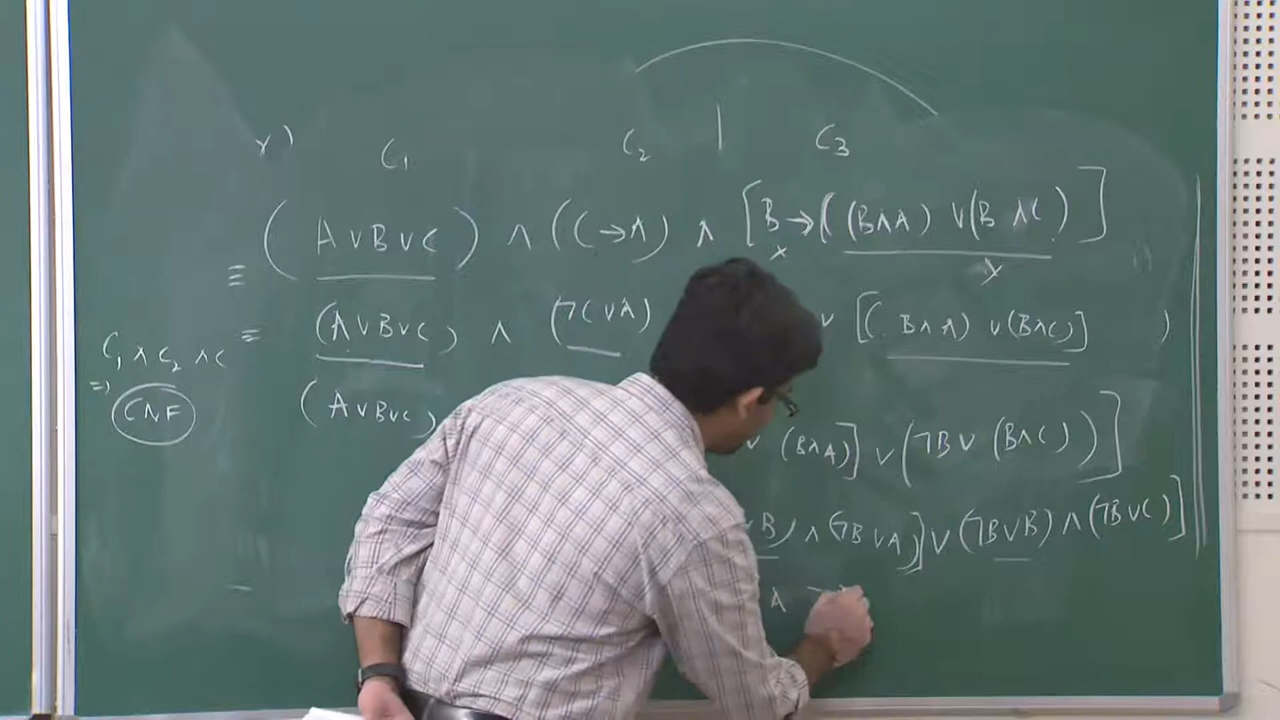 γ) C₁ C₂ | C₃
≡ (A∨B∨C) ∧ (C→A) ∧ [B→((B∧A) ∨(B∧C)]
x y
≡ (A∨B∨C) ∧ (¬C∨A) ∨ [(B∧A) ∨(B∧C)] )
C₁ ∧ C₂ ∧ C
⇒ CNF
(A∨B∨C) ∨ (B∧A)] ∨ (¬B∨ (B∧C))]
∨B) ∧ (¬B∨A)] ∨ (¬B∨B) ∧ (¬B∨C)]
= A